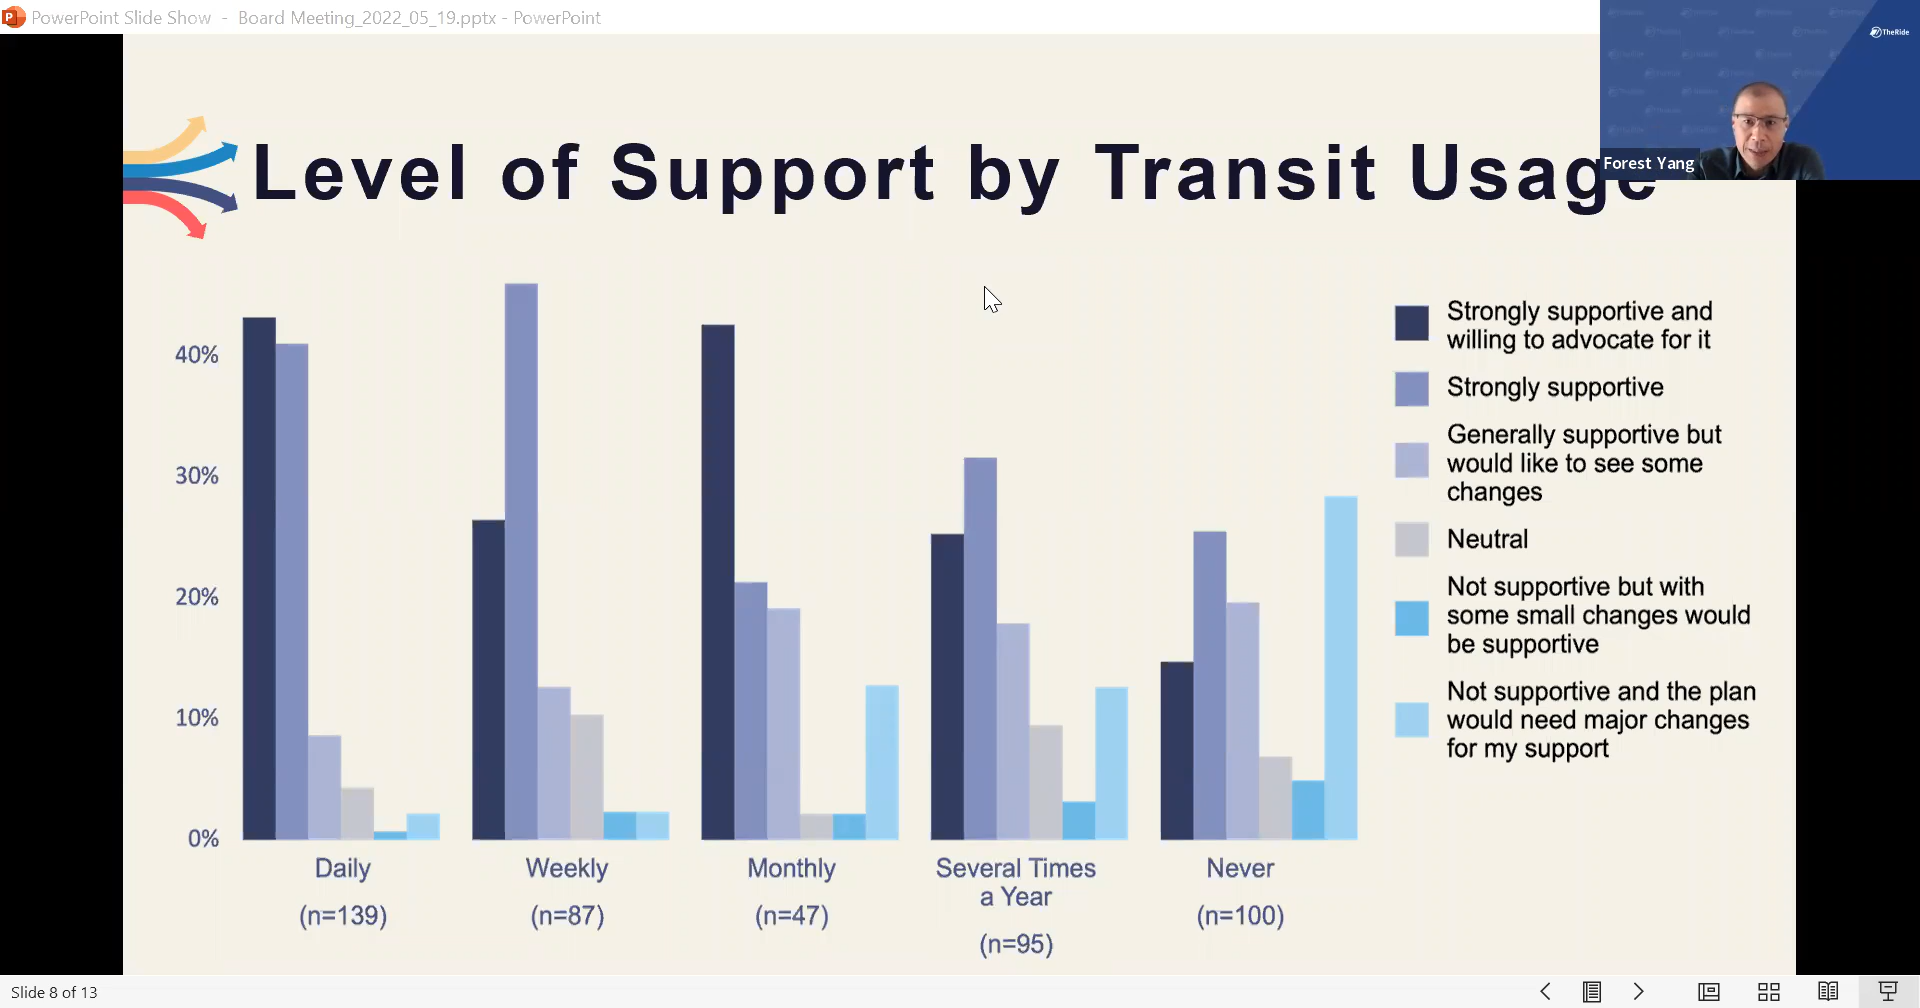 PowerPoint Slide Show - Board Meeting_2022_05_19.pptx - PowerPoint
TheRide
Forest Yang
Level of Support by Transit Usage
40%
30%
20%
10%
0%
Daily
(n=139)
Weekly
(n=87)
Monthly
(n=47)
Several Times
a Year
(n=95)
Never
(n=100)
Strongly supportive and
willing to advocate for it
Strongly supportive
Generally supportive but
would like to see some
changes
Neutral
Not supportive but with
some small changes would
be supportive
Not supportive and the plan
would need major changes
for my support
Slide 8 of 13